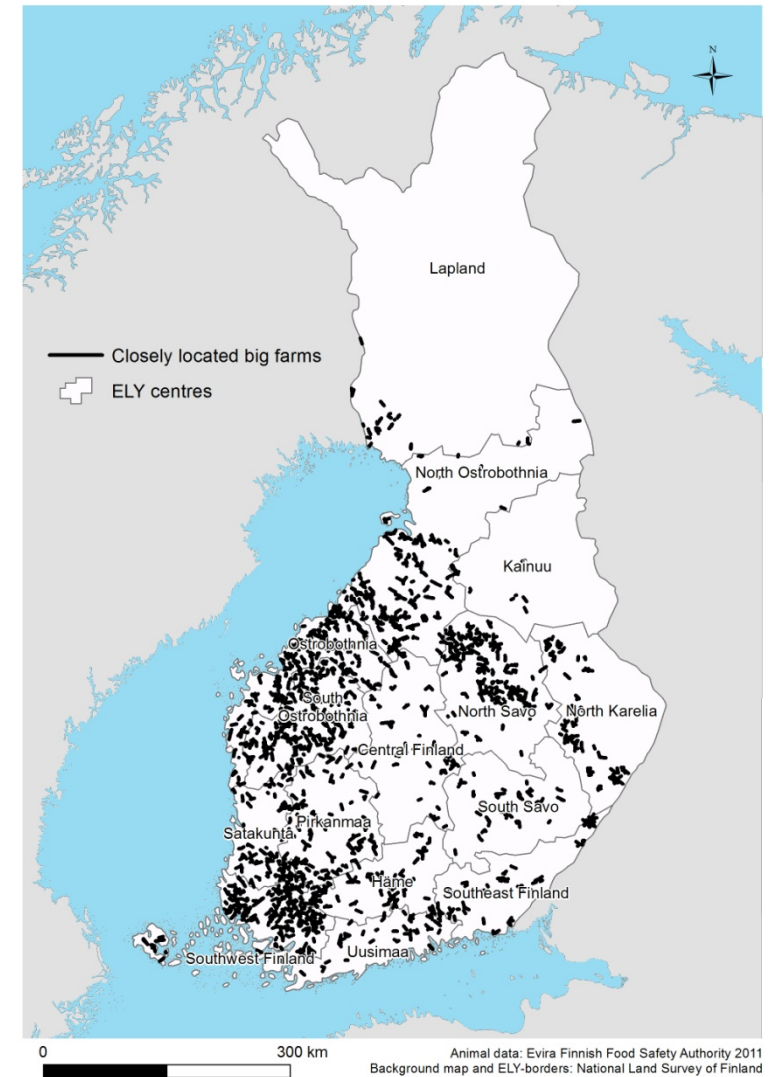 N
Lapland
Closely located big farms
ELY centres
North Ostrobothnia
Kainuu
Ostrobothnia
South
Ostrobothnia
North Savo
North Karelia
Central Finland
South Savo
Pirkanmaa
Satakunta
Häme
Southeast Finland
Uusimaa
Southwest Finland
0
300 km
Animal data: Evira Finnish Food Safety Authority 2011
Background map and ELY-borders: National Land Survey of Finland